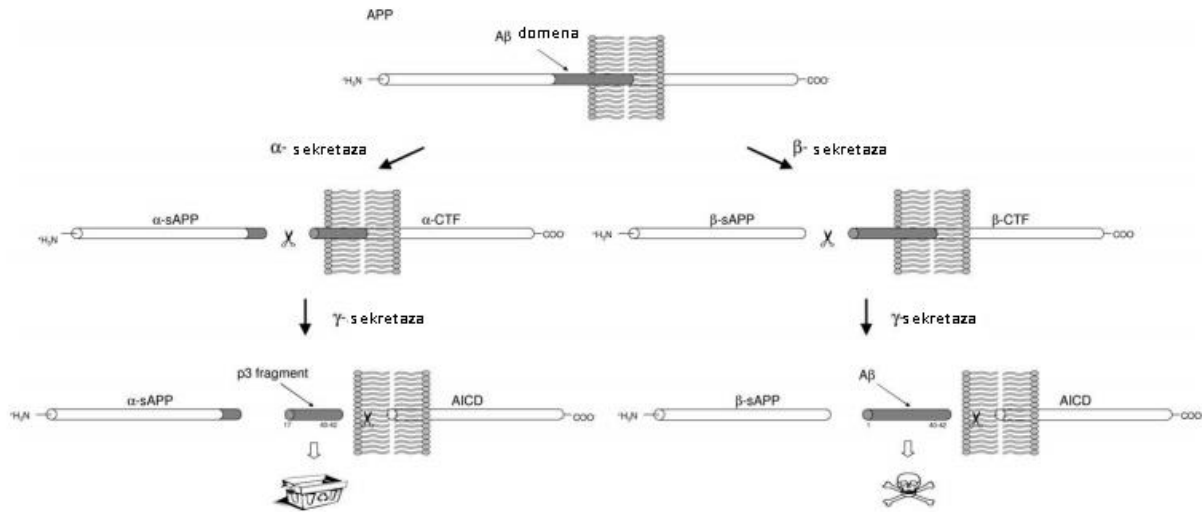 APP
Aβ domena
⁺H₃N
COO⁻
α- sekretaza
β- sekretaza
α-sAPP
α-CTF
⁺H₃N
COO⁻
β-sAPP
β-CTF
⁺H₃N
COO⁻
γ- sekretaza
γ-sekretaza
p3 fragment
Aβ
α-sAPP
AICD
⁺H₃N
17
40-42
COO⁻
β-sAPP
AICD
⁺H₃N
1
40-42
COO⁻